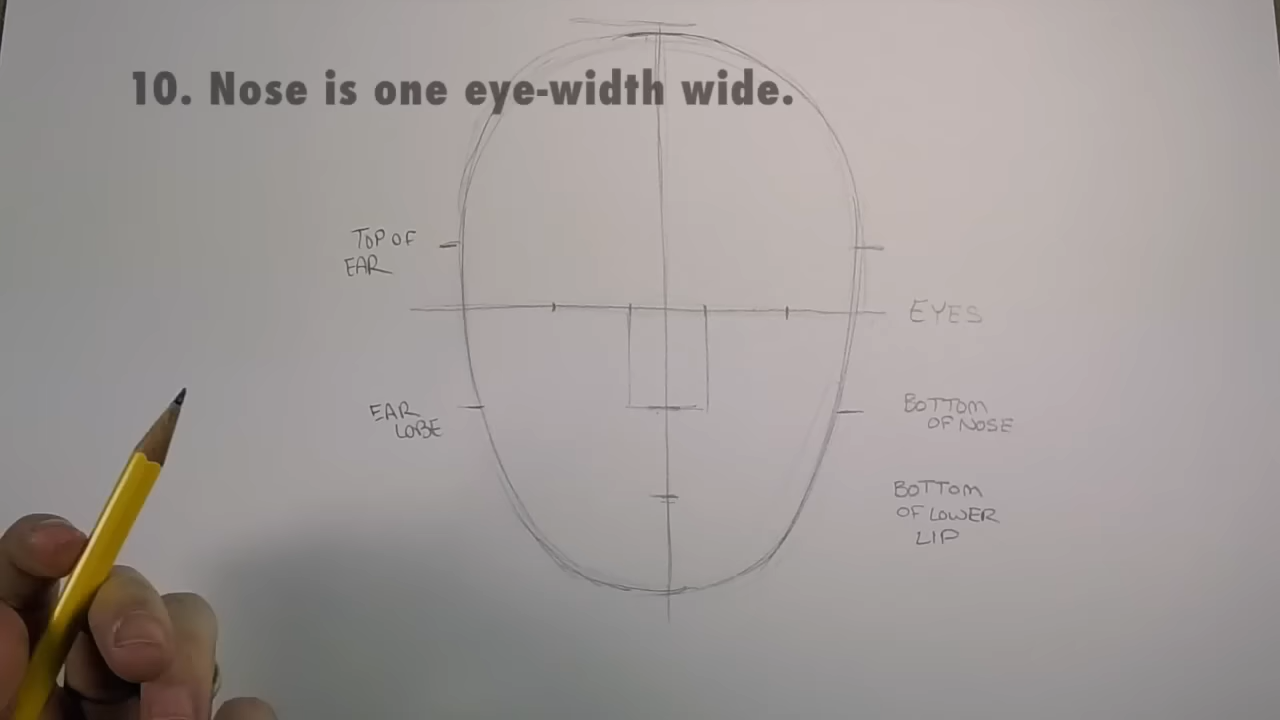 10. Nose is one eye-width wide.
TOP OF
EAR
EYES
EAR
LOBE
BOTTOM
OF NOSE
BOTTOM
OF LOWER
LIP